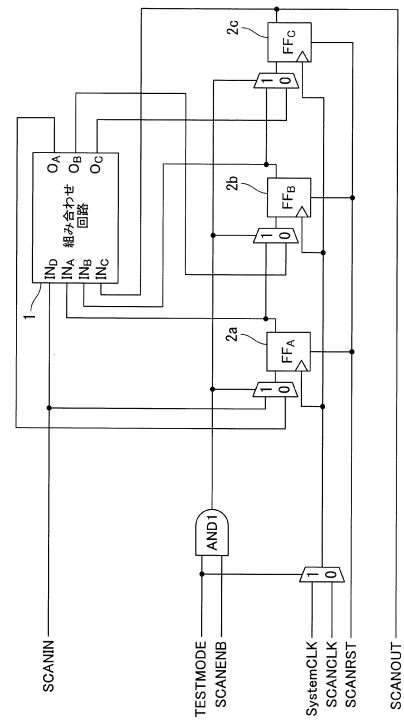 1
組み合わせ
回路
IND
INA
INB
INC
OA
OB
OC
2a
FFA
1
0
2b
FFB
1
0
2c
FFC
1
0
AND1
1
0
SCANIN
TESTMODE
SCANENB
SystemCLK
SCANCLK
SCANRST
SCANOUT